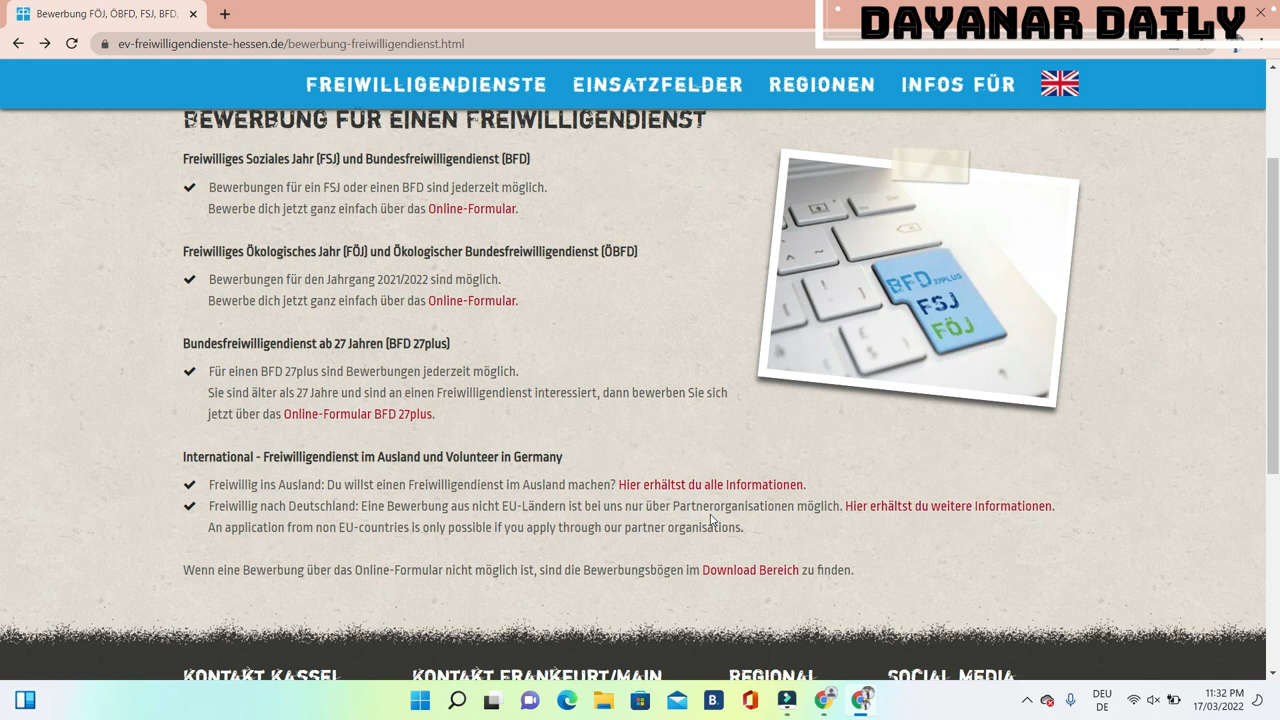 Bewerbung FÖJ, ÖBFD, FSJ, BFD,
DAYANAR DAILY
ev-freiwilligendienste-hessen.de/bewerbung-freiwilligendienst.html
FREIWILLIGENDIENSTE EINSATZFELDER REGIONEN INFOS FÜR
BEWERBUNG FÜR EINEN FREIWILLIGENDIENST
Freiwilliges Soziales Jahr (FSJ) und Bundesfreiwilligendienst (BFD)
Bewerbungen für ein FSJ oder einen BFD sind jederzeit möglich.
Bewerbe dich jetzt ganz einfach über das Online-Formular.
Freiwilliges Ökologisches Jahr (FÖJ) und Ökologischer Bundesfreiwilligendienst (ÖBFD)
Bewerbungen für den Jahrgang 2021/2022 sind möglich.
Bewerbe dich jetzt ganz einfach über das Online-Formular.
BFD 27PLUS
FSJ
FÖJ
Bundesfreiwilligendienst ab 27 Jahren (BFD 27plus)
Für einen BFD 27plus sind Bewerbungen jederzeit möglich.
Sie sind älter als 27 Jahre und sind an einen Freiwilligendienst interessiert, dann bewerben Sie sich
jetzt über das Online-Formular BFD 27plus.
International - Freiwilligendienst im Ausland und Volunteer in Germany
Freiwillig ins Ausland: Du willst einen Freiwilligendienst im Ausland machen? Hier erhältst du alle Informationen.
Freiwillig nach Deutschland: Eine Bewerbung aus nicht EU-Ländern ist bei uns nur über Partnerorganisationen möglich. Hier erhältst du weitere Informationen.
An application from non EU-countries is only possible if you apply through our partner organisations.
Wenn eine Bewerbung über das Online-Formular nicht möglich ist, sind die Bewerbungsbögen im Download Bereich zu finden.
KONTAKT KASSEL KONTAKT FRANKFURT/MAIN REGIONAL SOCIAL MEDIA
B.
DEU
DE
11:32 PM
17/03/2022